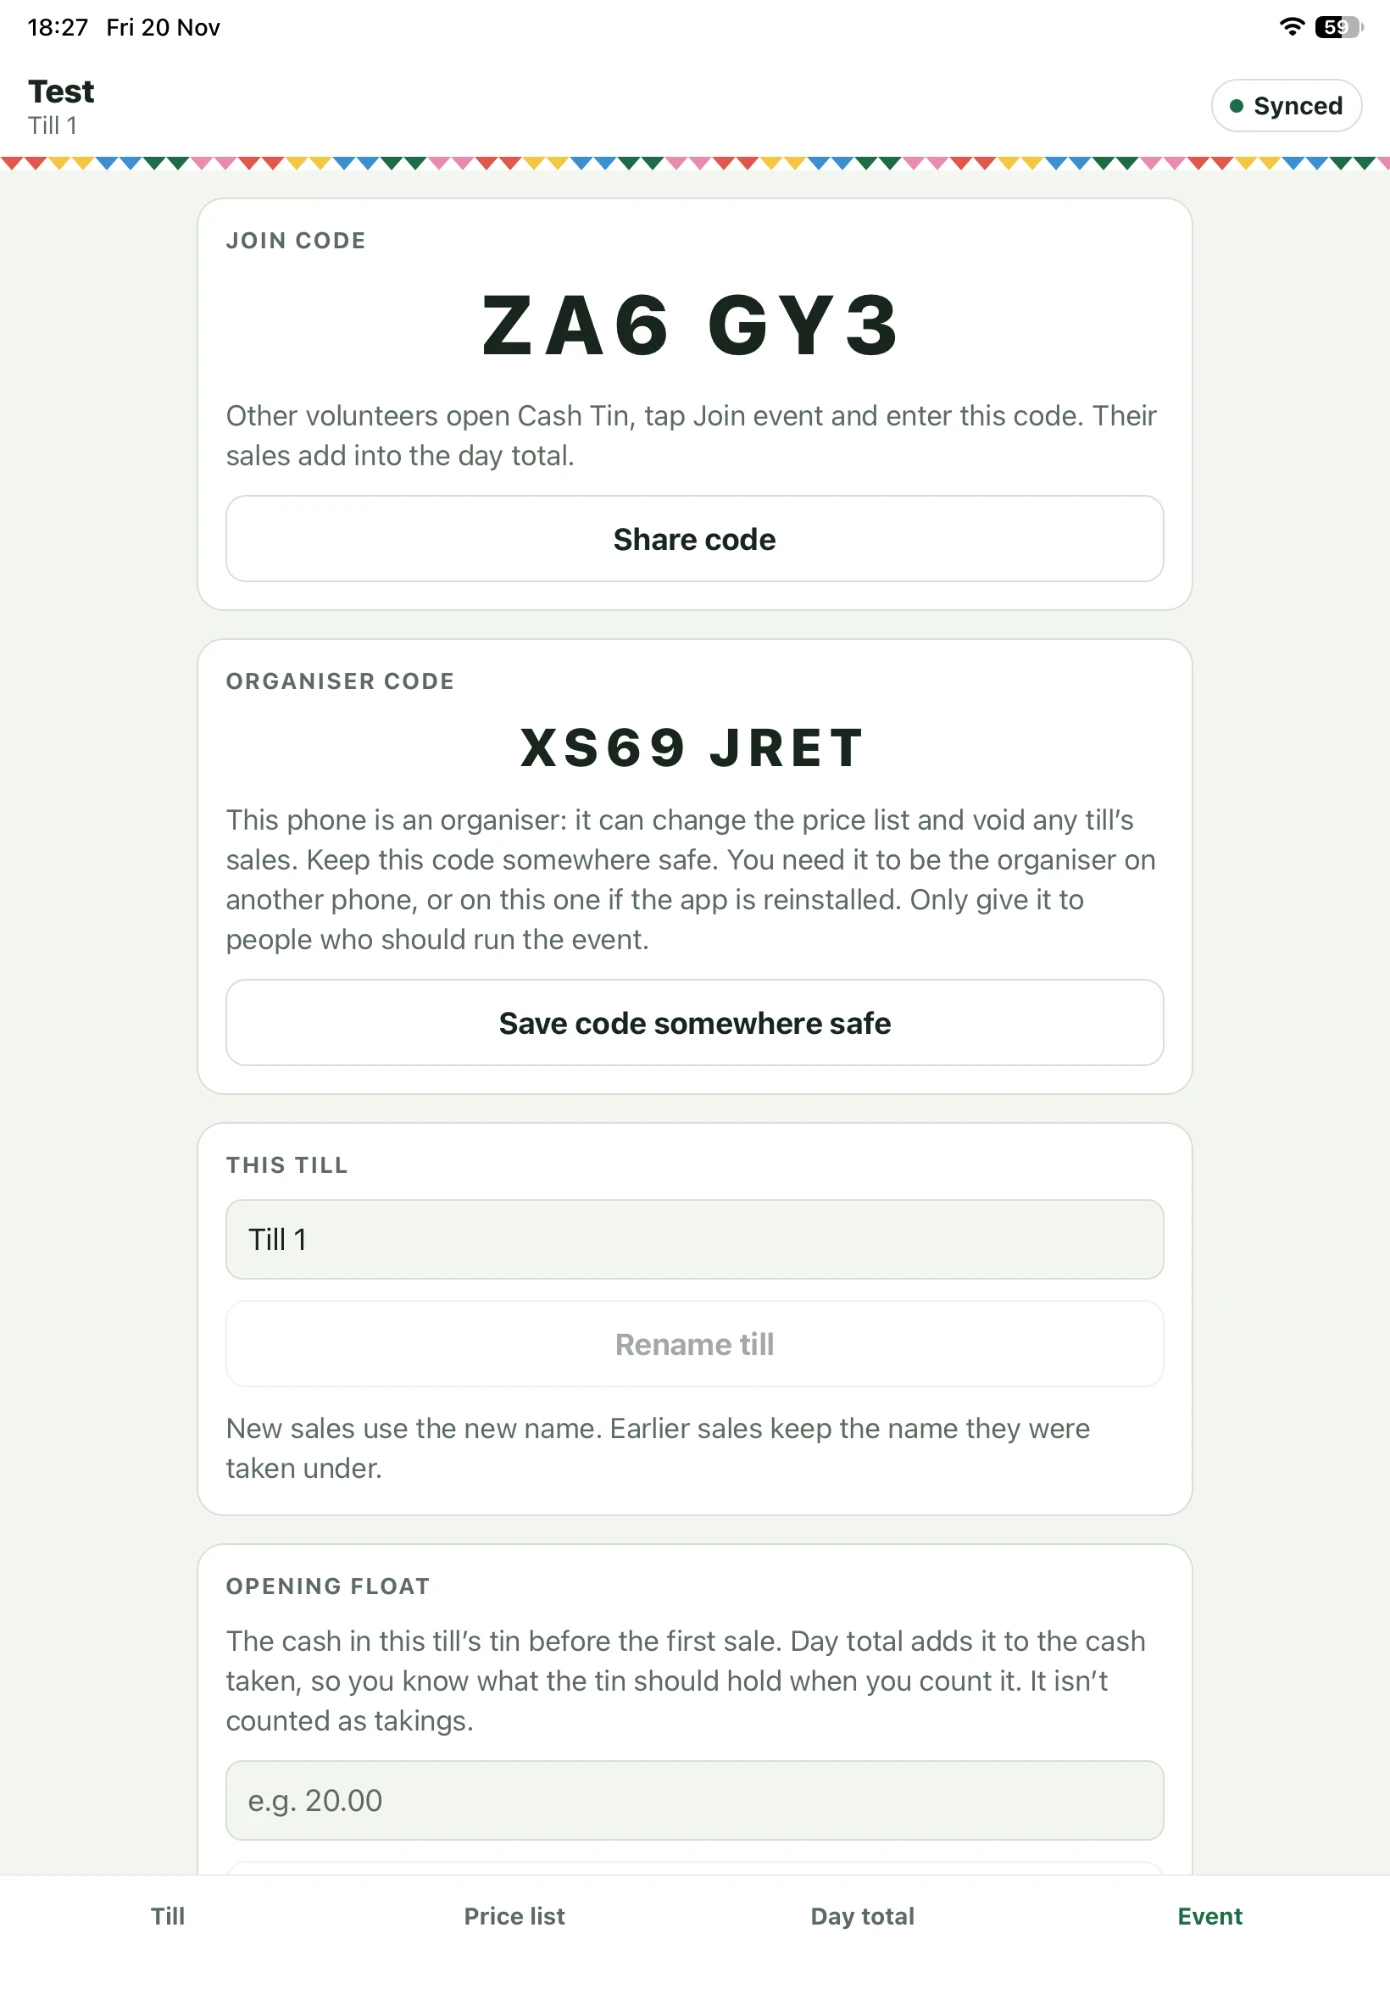 18:27 Fri 20 Nov
59
Test
Till 1
Synced
JOIN CODE
ZA6 GY3
Other volunteers open Cash Tin, tap Join event and enter this code. Their
sales add into the day total.
Share code
ORGANISER CODE
XS69 JRET
This phone is an organiser: it can change the price list and void any till’s
sales. Keep this code somewhere safe. You need it to be the organiser on
another phone, or on this one if the app is reinstalled. Only give it to
people who should run the event.
Save code somewhere safe
THIS TILL
Till 1
Rename till
New sales use the new name. Earlier sales keep the name they were
taken under.
OPENING FLOAT
The cash in this till’s tin before the first sale. Day total adds it to the cash
taken, so you know what the tin should hold when you count it. It isn’t
counted as takings.
e.g. 20.00
Till
Price list
Day total
Event